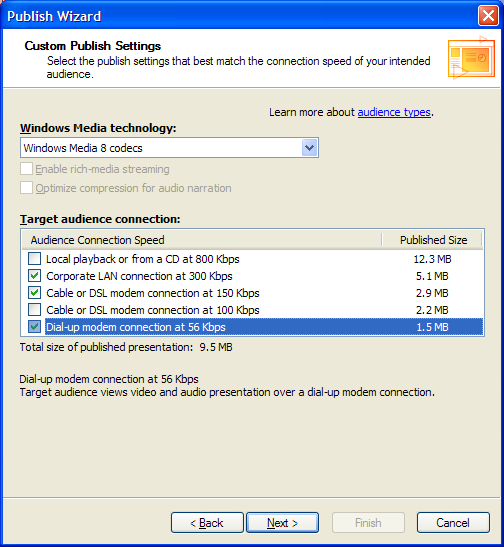 Publish Wizard
Custom Publish Settings
Select the publish settings that best match the connection speed of your intended
audience.
Learn more about audience types.
Windows Media technology:
Windows Media 8 codecs
Enable rich-media streaming
Optimize compression for audio narration
Target audience connection:
Audience Connection Speed Published Size
Local playback or from a CD at 800 Kbps 12.3 MB
Corporate LAN connection at 300 Kbps 5.1 MB
Cable or DSL modem connection at 150 Kbps 2.9 MB
Cable or DSL modem connection at 100 Kbps 2.2 MB
Dial-up modem connection at 56 Kbps 1.5 MB
Total size of published presentation: 9.5 MB
Dial-up modem connection at 56 Kbps
Target audience views video and audio presentation over a dial-up modem connection.
< Back Next > Finish Cancel